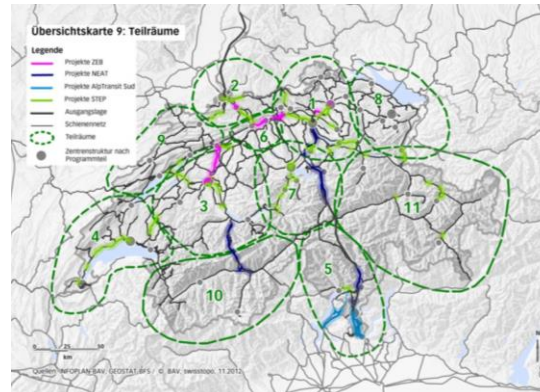 Übersichtskarte 9: Teilräume
Legende
Projekte ZEB
Projekte NEAT
Projekte AlpTransit Sud
Projekte STEP
Ausgangslage
Schienennetz
Teilräume
Zentrenstruktur nach
Programmteil
2
1
8
6
9
7
3
11
4
5
10
0 25 50
km
Quellen: INFOPLAN-BAV, GEOSTAT-BFS / © BAV, swisstopo, 11.2012